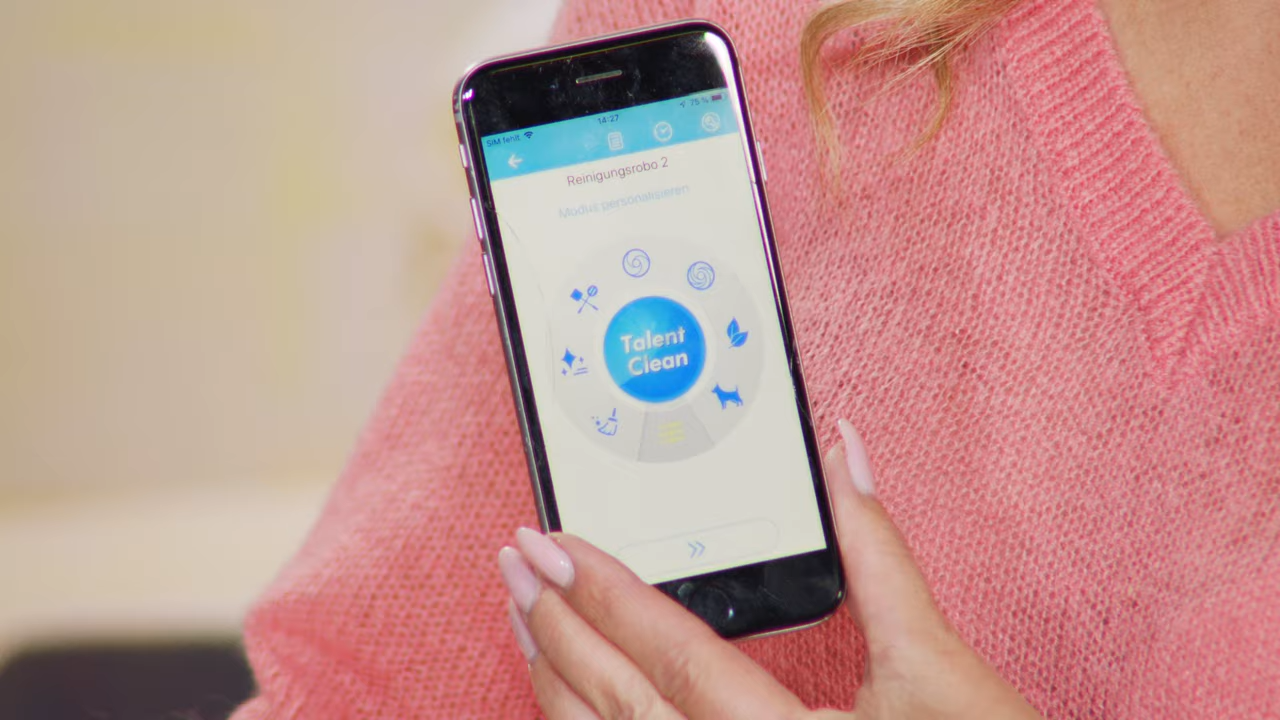 SIM fehlt 14:27 75 %
Reinigungsrobo 2
Modus personalisieren
Talent
Clean